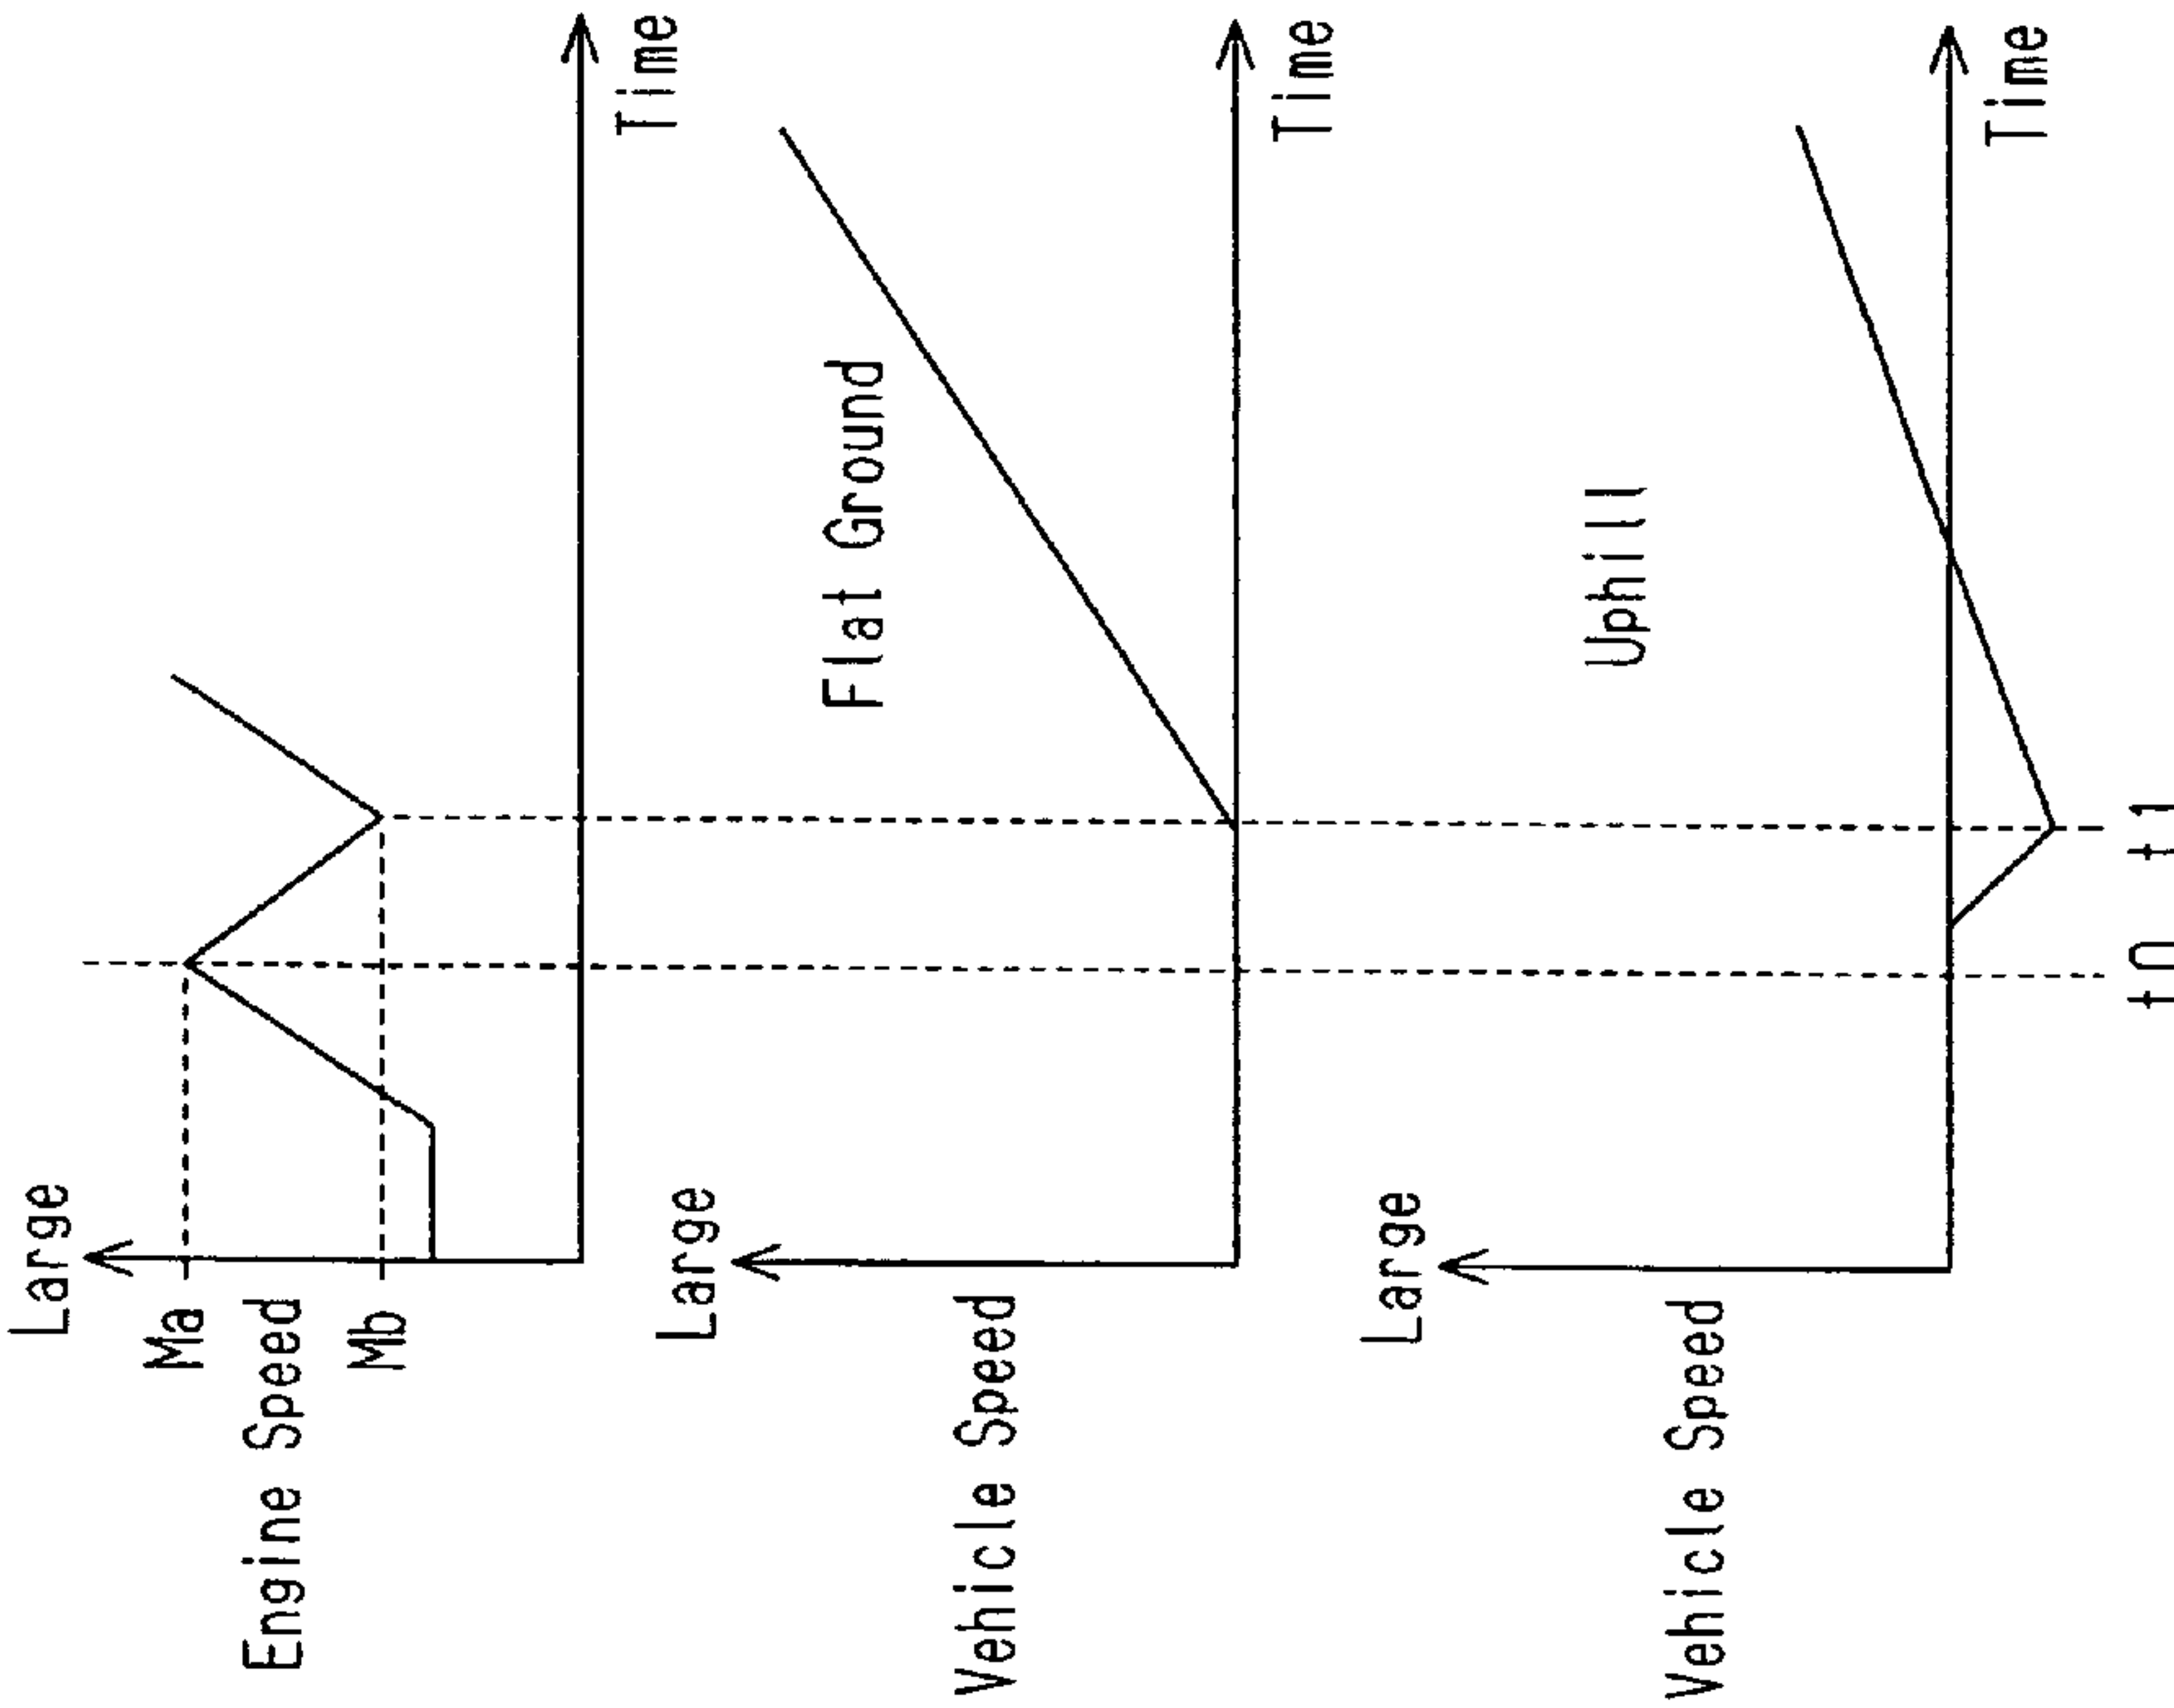 Large
Ma
Engine Speed
Mb
Time
Large
Flat Ground
Vehicle Speed
Time
Large
Uphill
Vehicle Speed
Time
t0 t1